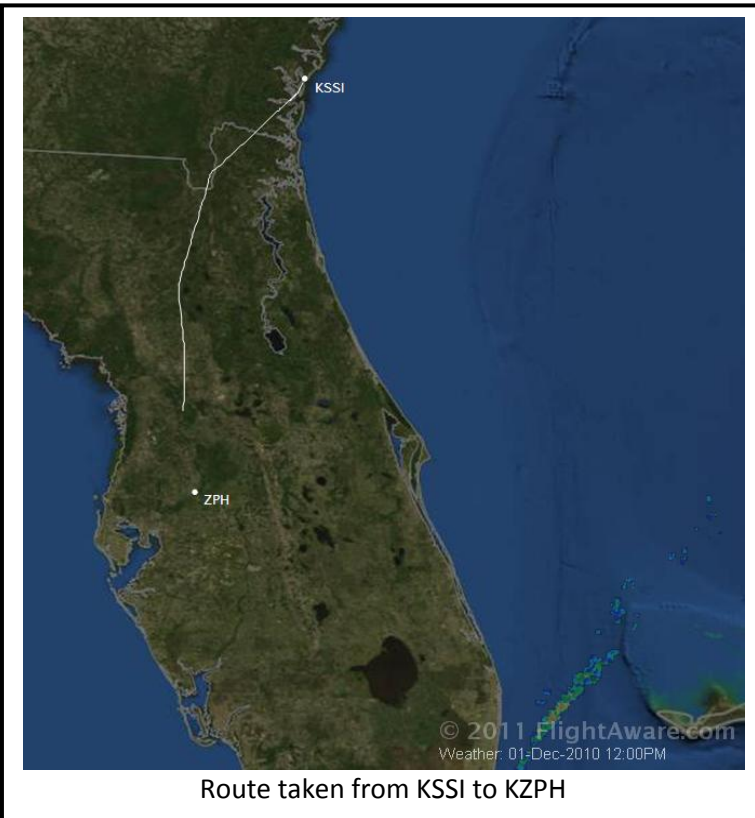 KSSI
ZPH
© 2011 FlightAware.com
Weather: 01-Dec-2010 12:00PM
Route taken from KSSI to KZPH